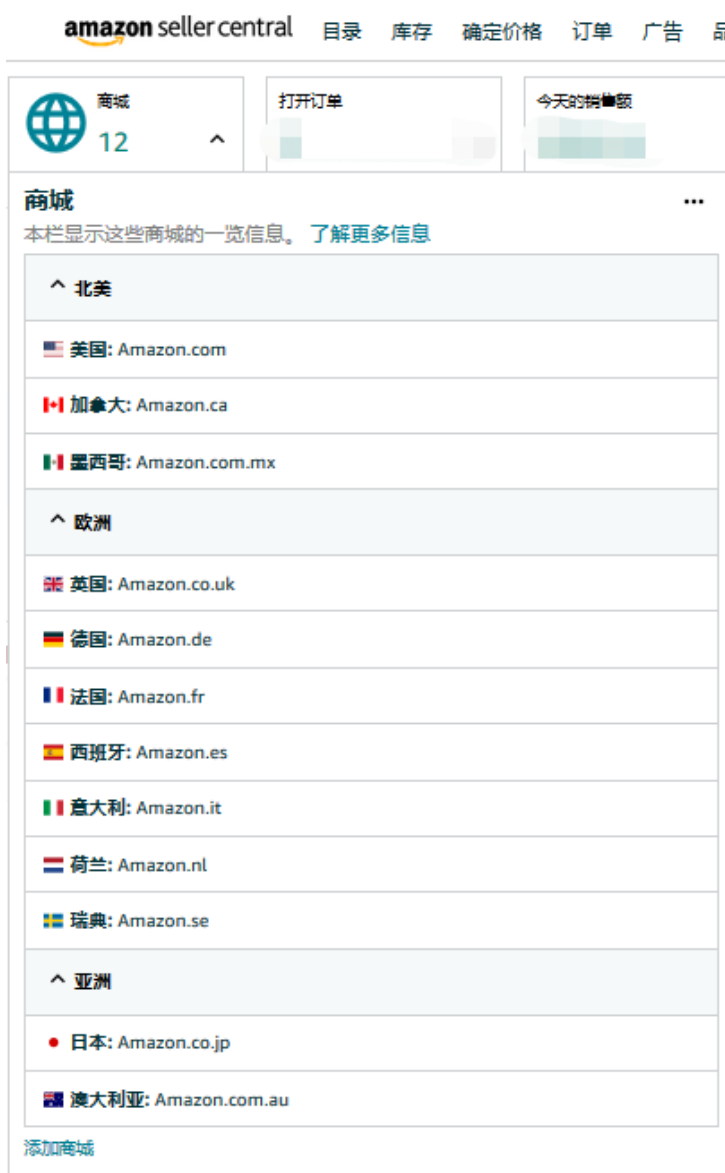 amazon seller central 目录 库存 确定价格 订单 广告
商城
12
打开订单
今天的销售额
商城
本栏显示这些商城的一览信息。 了解更多信息
北美
美国: Amazon.com
加拿大: Amazon.ca
墨西哥: Amazon.com.mx
欧洲
英国: Amazon.co.uk
德国: Amazon.de
法国: Amazon.fr
西班牙: Amazon.es
意大利: Amazon.it
荷兰: Amazon.nl
瑞典: Amazon.se
亚洲
日本: Amazon.co.jp
澳大利亚: Amazon.com.au
添加商城